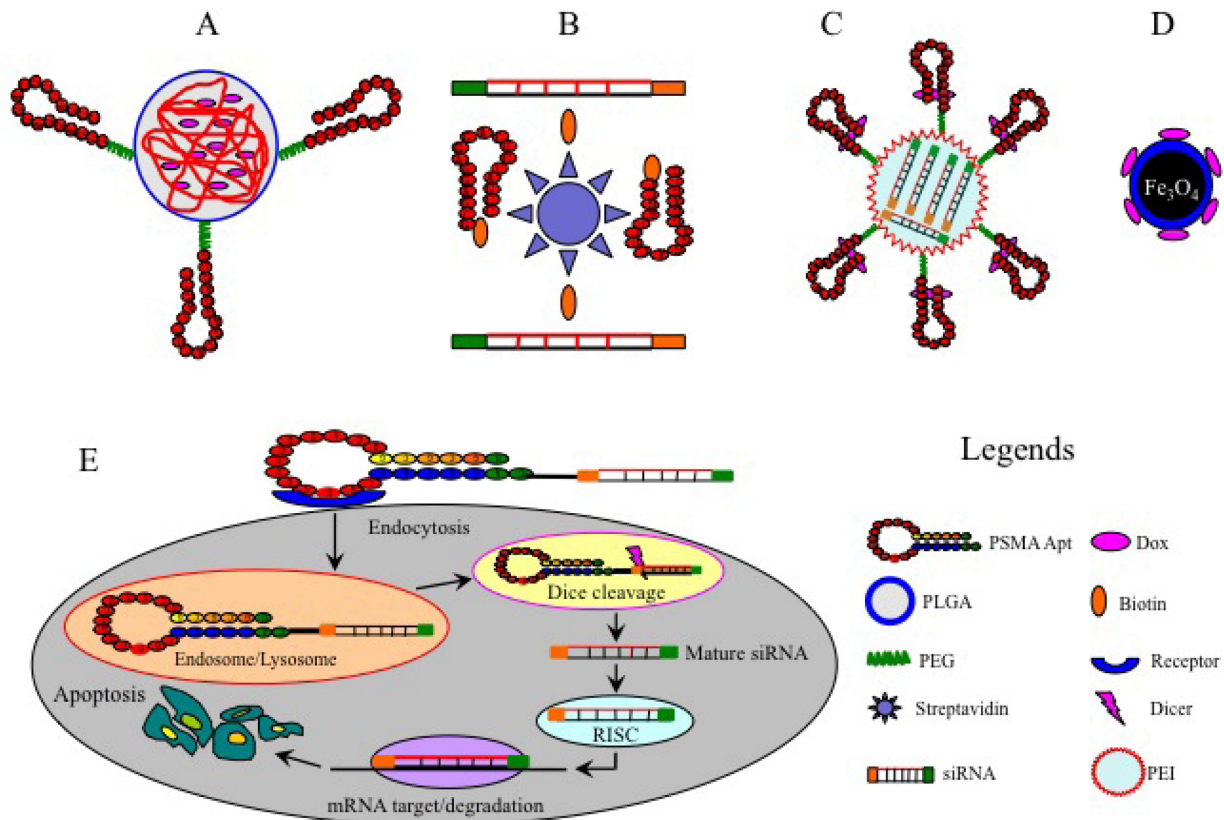 A
B
C
D
Fe₃O₄
E
Endocytosis
Dice cleavage
Endosome/Lysosome
Mature siRNA
Apoptosis
RISC
mRNA target/degradation
Legends
PSMA Apt
Dox
PLGA
Biotin
PEG
Receptor
Streptavidin
Dicer
siRNA
PEI